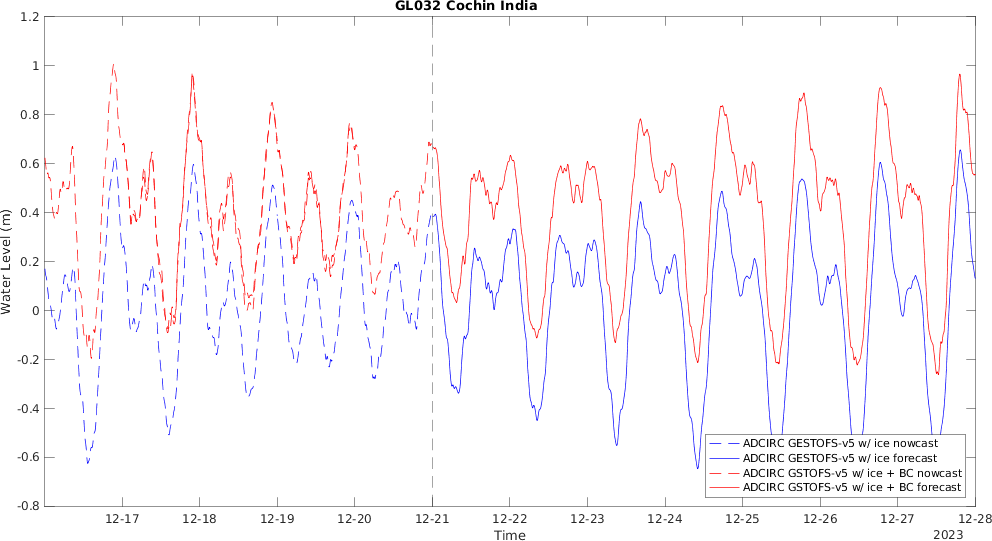 GL032 Cochin India
1.2
1
0.8
0.6
0.4
0.2
0
-0.2
-0.4
-0.6
-0.8
Water Level (m)
ADCIRC GESTOFS-v5 w/ ice nowcast
ADCIRC GESTOFS-v5 w/ ice forecast
ADCIRC GSTOFS-v5 w/ ice + BC nowcast
ADCIRC GSTOFS-v5 w/ ice + BC forecast
12-17 12-18 12-19 12-20 12-21 12-22 12-23 12-24 12-25 12-26 12-27 12-28
Time
2023